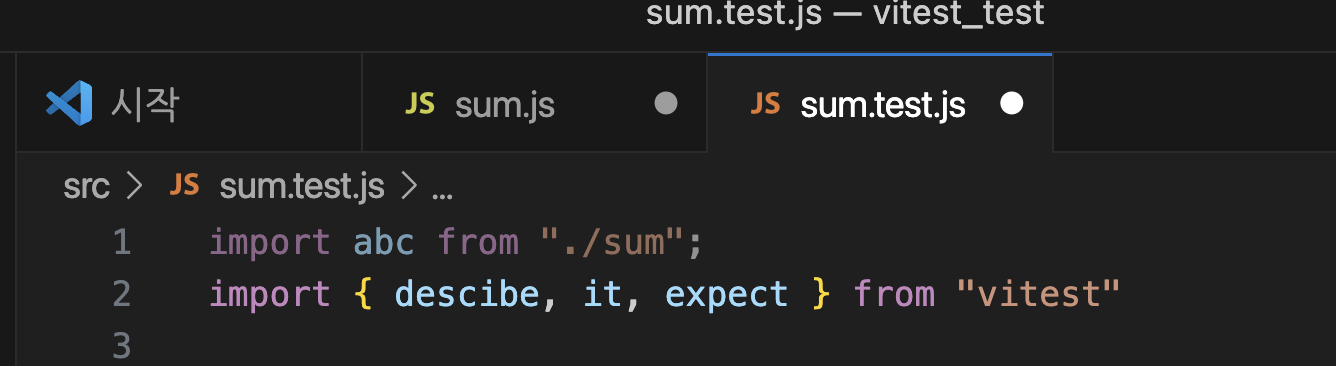 sum.test.js — vitest_test
시작 JS sum.js JS sum.test.js
src > JS sum.test.js > ...
1 import abc from "./sum";
2 import { descibe, it, expect } from "vitest"
3